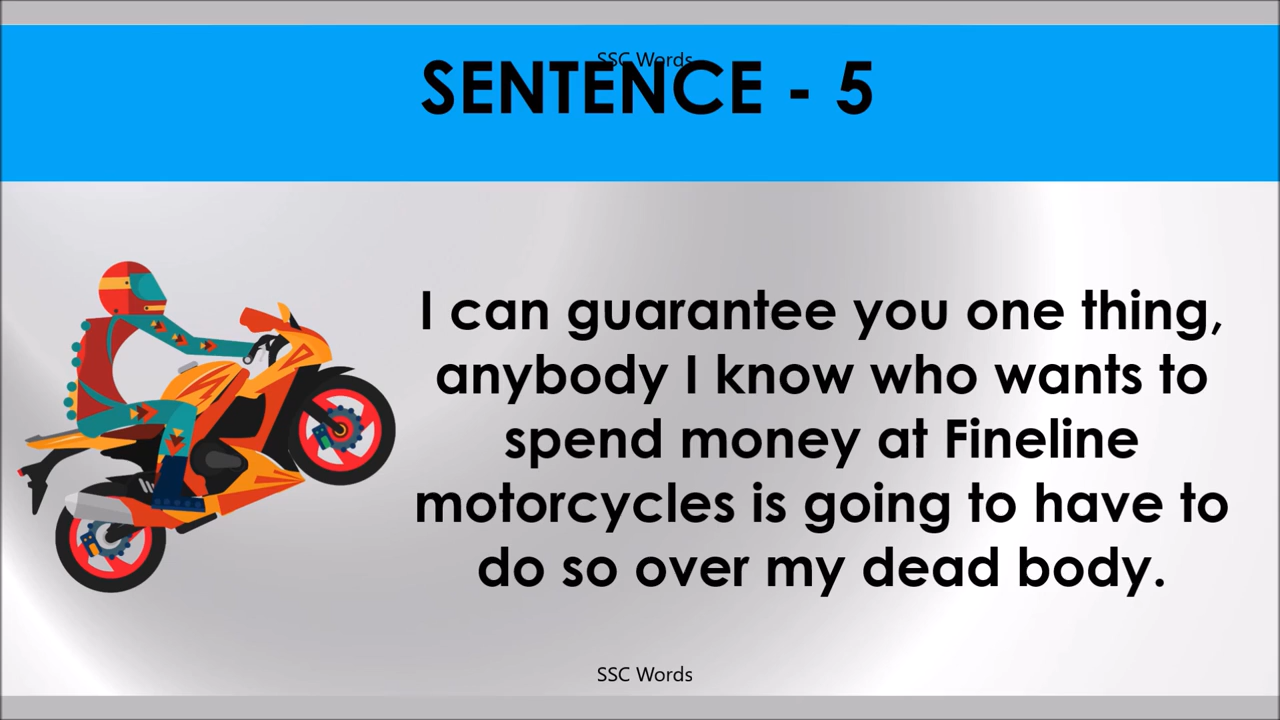 SSC Words
SENTENCE - 5
I can guarantee you one thing,
anybody I know who wants to
spend money at Fineline
motorcycles is going to have to
do so over my dead body.
SSC Words